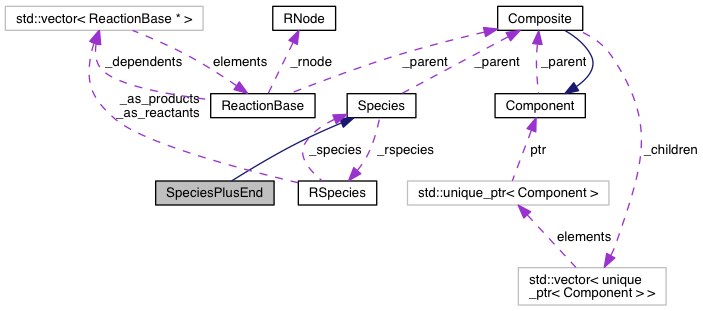 std::vector< ReactionBase * >
RNode
Composite
_dependents
elements
_rnode
_parent
_parent
_parent
ReactionBase
Species
Component
_as_products
_as_reactants
_species
_rspecies
ptr
_children
SpeciesPlusEnd
RSpecies
std::unique_ptr< Component >
elements
std::vector< unique
_ptr< Component > >